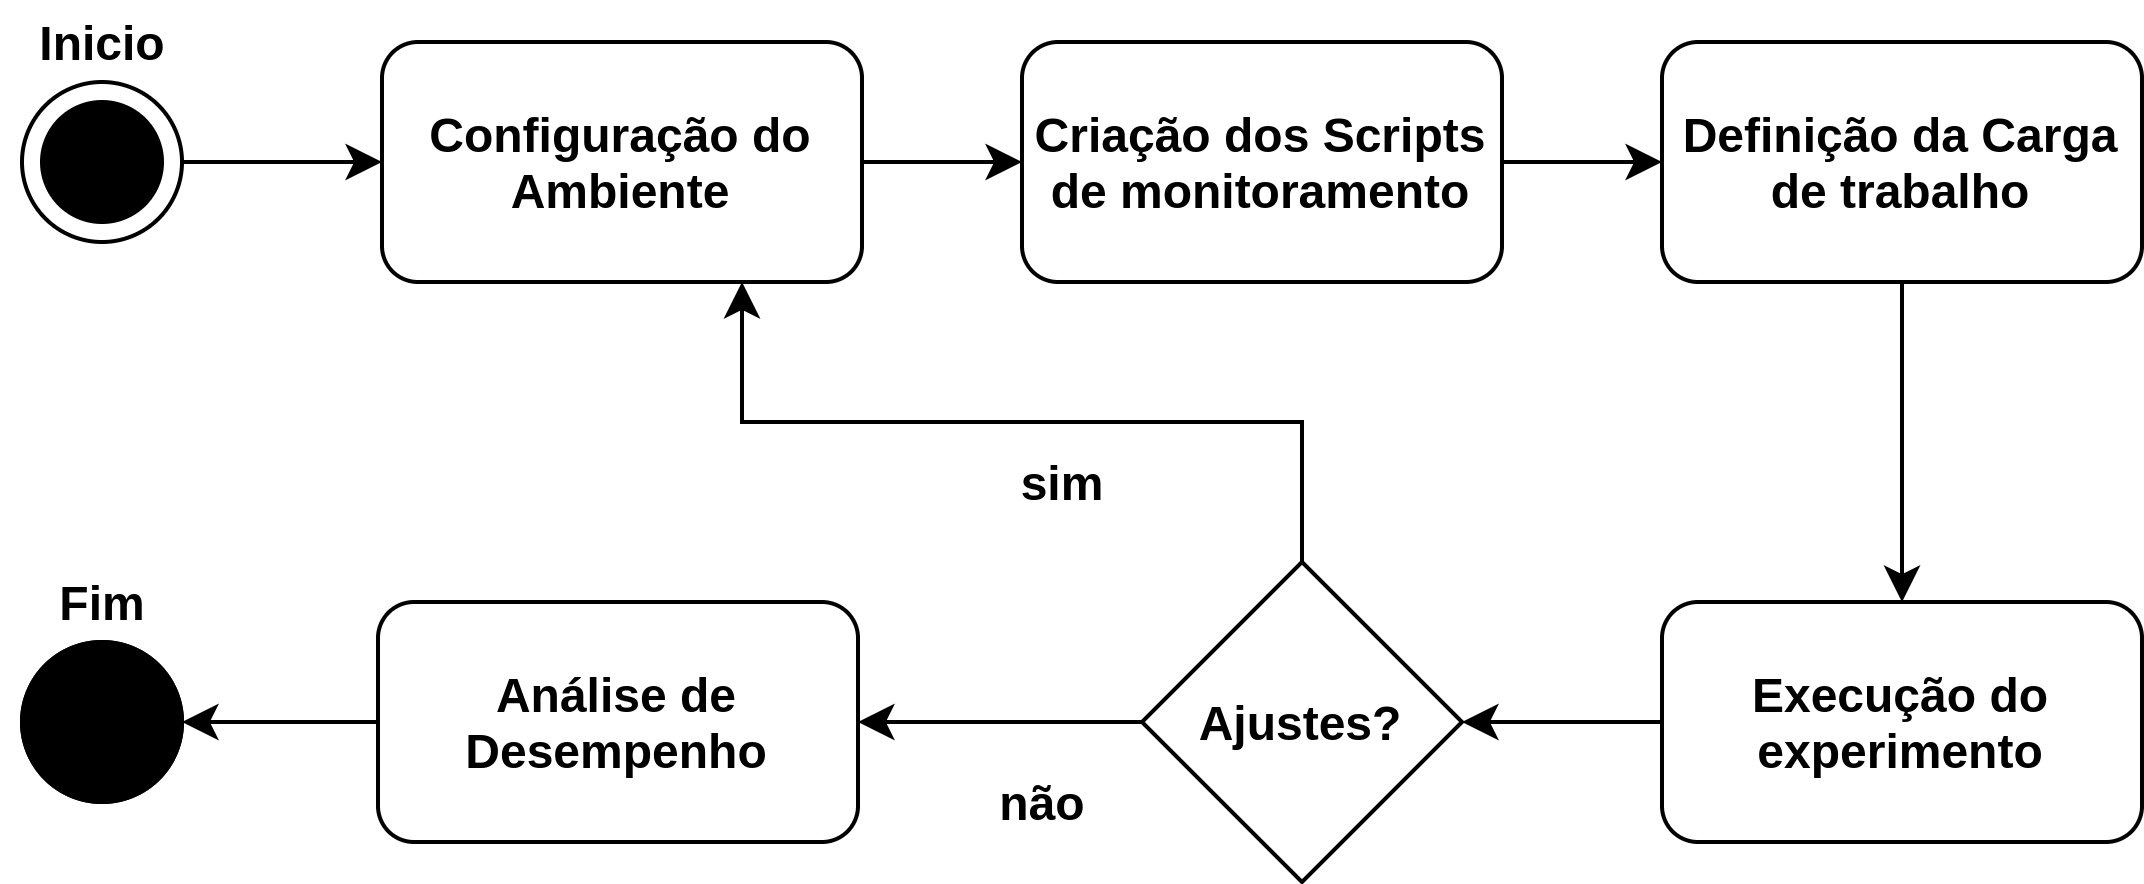 Inicio
Configuração do
Ambiente
Criação dos Scripts
de monitoramento
Definição da Carga
de trabalho
sim
Fim
Análise de
Desempenho
Ajustes?
Execução do
experimento
não